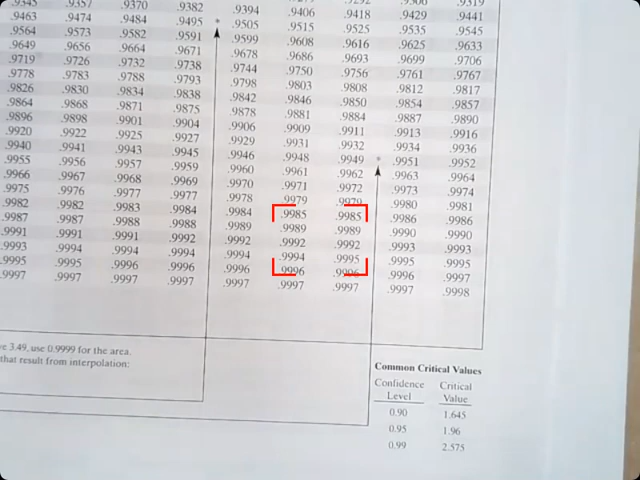 .9345 .9357 .9370 .9382 .9394 .9406 .9418 .9429 .9441
.9463 .9474 .9484 .9495 * .9505 .9515 .9525 .9535 .9545
.9564 .9573 .9582 .9591 .9599 .9608 .9616 .9625 .9633
.9649 .9656 .9664 .9671 .9678 .9686 .9693 .9699 .9706
.9719 .9726 .9732 .9738 .9744 .9750 .9756 .9761 .9767
.9778 .9783 .9788 .9793 .9798 .9803 .9808 .9812 .9817
.9826 .9830 .9834 .9838 .9842 .9846 .9850 .9854 .9857
.9864 .9868 .9871 .9875 .9878 .9881 .9884 .9887 .9890
.9896 .9898 .9901 .9904 .9906 .9909 .9911 .9913 .9916
.9920 .9922 .9925 .9927 .9929 .9931 .9932 .9934 .9936
.9940 .9941 .9943 .9945 .9946 .9948 .9949 * .9951 .9952
.9955 .9956 .9957 .9959 .9960 .9961 .9962 .9963 .9964
.9966 .9967 .9968 .9969 .9970 .9971 .9972 .9973 .9974
.9975 .9976 .9977 .9977 .9978 .9979 .9979 .9980 .9981
.9982 .9982 .9983 .9984 .9984 .9985 .9985 .9986 .9986
.9987 .9987 .9988 .9988 .9989 .9989 .9989 .9990 .9990
.9991 .9991 .9991 .9992 .9992 .9992 .9992 .9993 .9993
.9993 .9994 .9994 .9994 .9994 .9994 .9995 .9995 .9995
.9995 .9995 .9996 .9996 .9996 .9996 .9996 .9996 .9997
.9997 .9997 .9997 .9997 .9997 .9997 .9997 .9997 .9998
3.49, use 0.9999 for the area.
that result from interpolation:
Common Critical Values
Confidence Critical
Level Value
0.90 1.645
0.95 1.96
0.99 2.575